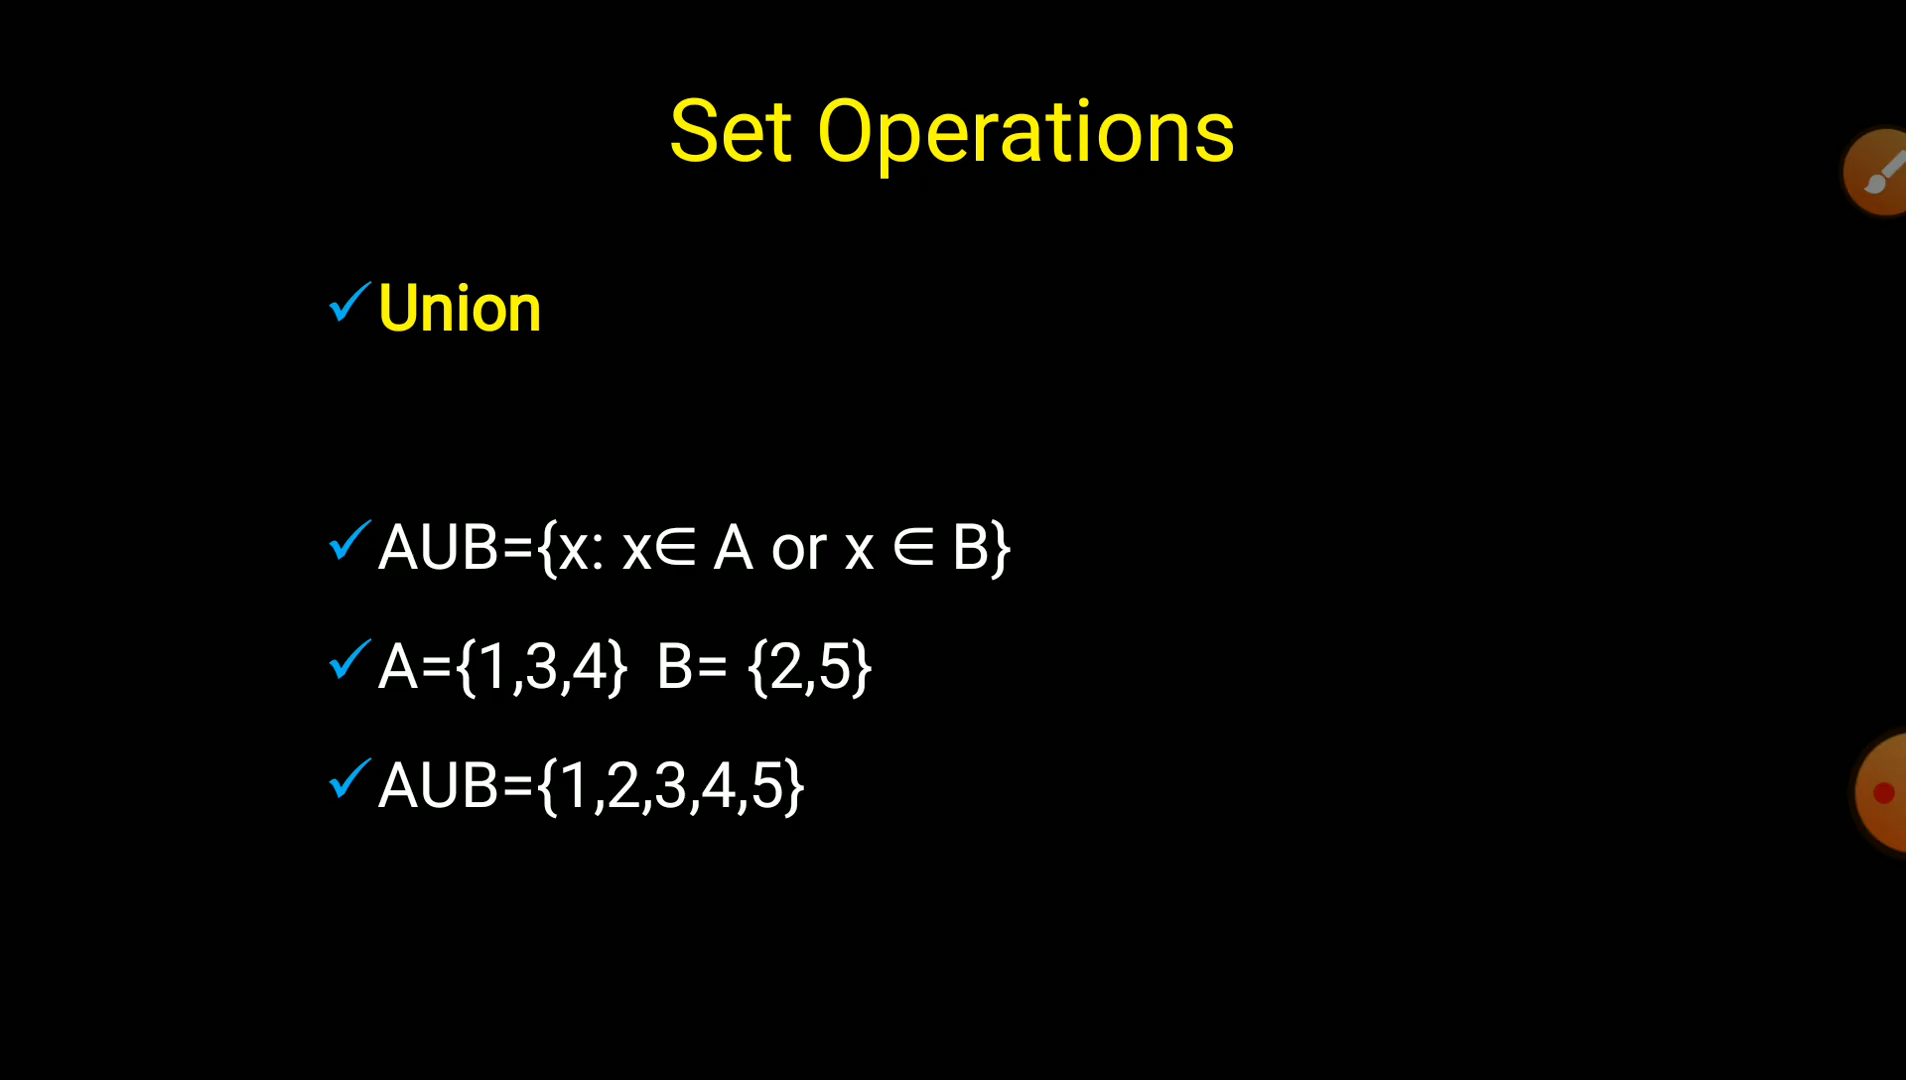 Set Operations
✓Union
✓AUB={x: x∈ A or x ∈ B}
✓A={1,3,4}  B= {2,5}
✓AUB={1,2,3,4,5}